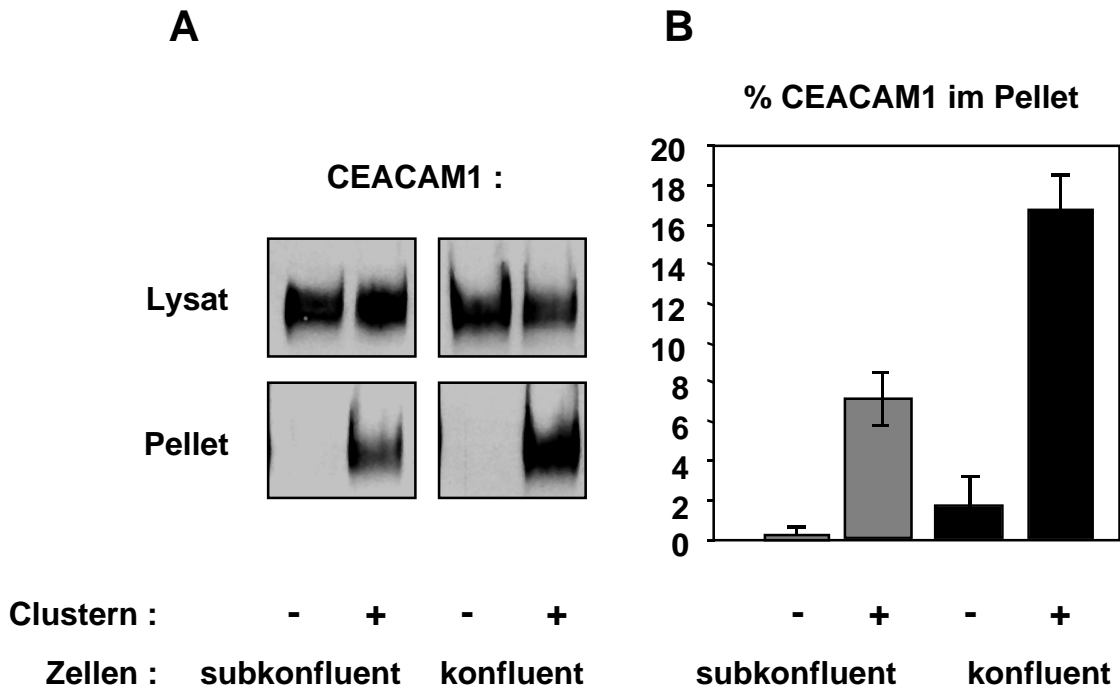 A
B
% CEACAM1 im Pellet
CEACAM1 :
Lysat
Pellet
20
18
16
14
12
10
8
6
4
2
0
Clustern : - + - + - + - +
Zellen : subkonfluent konfluent subkonfluent konfluent